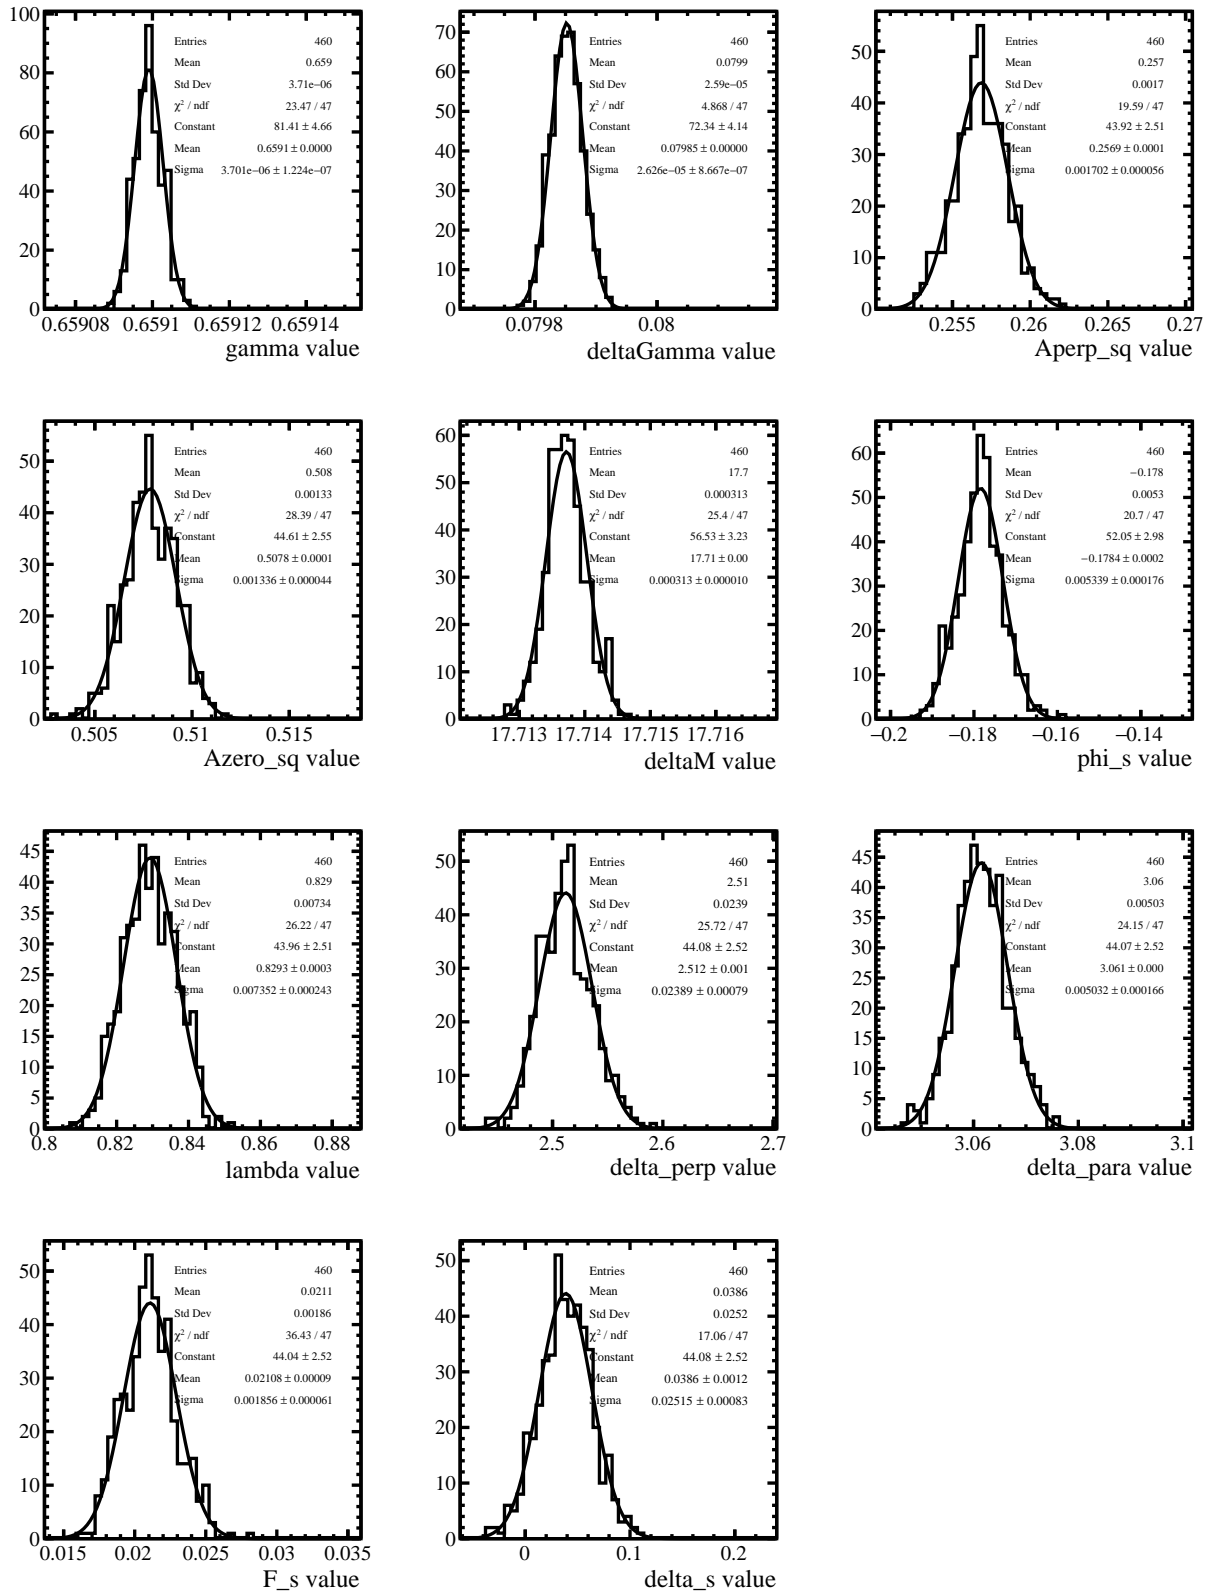 100
80
60
40
20
0
Entries 460
Mean 0.659
Std Dev 3.71e−06
χ² / ndf 23.47 / 47
Constant 81.41 ± 4.66
Mean 0.6591 ± 0.0000
Sigma 3.701e−06 ± 1.224e−07
0.65908 0.6591 0.65912 0.65914
gamma value
70
60
50
40
30
20
10
0
Entries 460
Mean 0.0799
Std Dev 2.59e−05
χ² / ndf 4.868 / 47
Constant 72.34 ± 4.14
Mean 0.07985 ± 0.00000
Sigma 2.626e−05 ± 8.667e−07
0.0798 0.08
deltaGamma value
50
40
30
20
10
0
Entries 460
Mean 0.257
Std Dev 0.0017
χ² / ndf 19.59 / 47
Constant 43.92 ± 2.51
Mean 0.2569 ± 0.0001
Sigma 0.001702 ± 0.000056
0.255 0.26 0.265 0.27
Aperp_sq value
50
40
30
20
10
0
Entries 460
Mean 0.508
Std Dev 0.00133
χ² / ndf 28.39 / 47
Constant 44.61 ± 2.55
Mean 0.5078 ± 0.0001
Sigma 0.001336 ± 0.000044
0.505 0.51 0.515
Azero_sq value
60
50
40
30
20
10
0
Entries 460
Mean 17.7
Std Dev 0.000313
χ² / ndf 25.4 / 47
Constant 56.53 ± 3.23
Mean 17.71 ± 0.00
Sigma 0.000313 ± 0.000010
17.713 17.714 17.715 17.716
deltaM value
60
50
40
30
20
10
0
Entries 460
Mean −0.178
Std Dev 0.0053
χ² / ndf 20.7 / 47
Constant 52.05 ± 2.98
Mean −0.1784 ± 0.0002
Sigma 0.005339 ± 0.000176
−0.2 −0.18 −0.16 −0.14
phi_s value
45
40
35
30
25
20
15
10
5
0
Entries 460
Mean 0.829
Std Dev 0.00734
χ² / ndf 26.22 / 47
Constant 43.96 ± 2.51
Mean 0.8293 ± 0.0003
Sigma 0.007352 ± 0.000243
0.8 0.82 0.84 0.86 0.88
lambda value
50
40
30
20
10
0
Entries 460
Mean 2.51
Std Dev 0.0239
χ² / ndf 25.72 / 47
Constant 44.08 ± 2.52
Mean 2.512 ± 0.001
Sigma 0.02389 ± 0.00079
2.5 2.6 2.7
delta_perp value
45
40
35
30
25
20
15
10
5
0
Entries 460
Mean 3.06
Std Dev 0.00503
χ² / ndf 24.15 / 47
Constant 44.07 ± 2.52
Mean 3.061 ± 0.000
Sigma 0.005032 ± 0.000166
3.06 3.08 3.1
delta_para value
50
40
30
20
10
0
Entries 460
Mean 0.0211
Std Dev 0.00186
χ² / ndf 36.43 / 47
Constant 44.04 ± 2.52
Mean 0.02108 ± 0.00009
Sigma 0.001856 ± 0.000061
0.015 0.02 0.025 0.03 0.035
F_s value
50
40
30
20
10
0
Entries 460
Mean 0.0386
Std Dev 0.0252
χ² / ndf 17.06 / 47
Constant 44.08 ± 2.52
Mean 0.0386 ± 0.0012
Sigma 0.02515 ± 0.00083
0 0.1 0.2
delta_s value